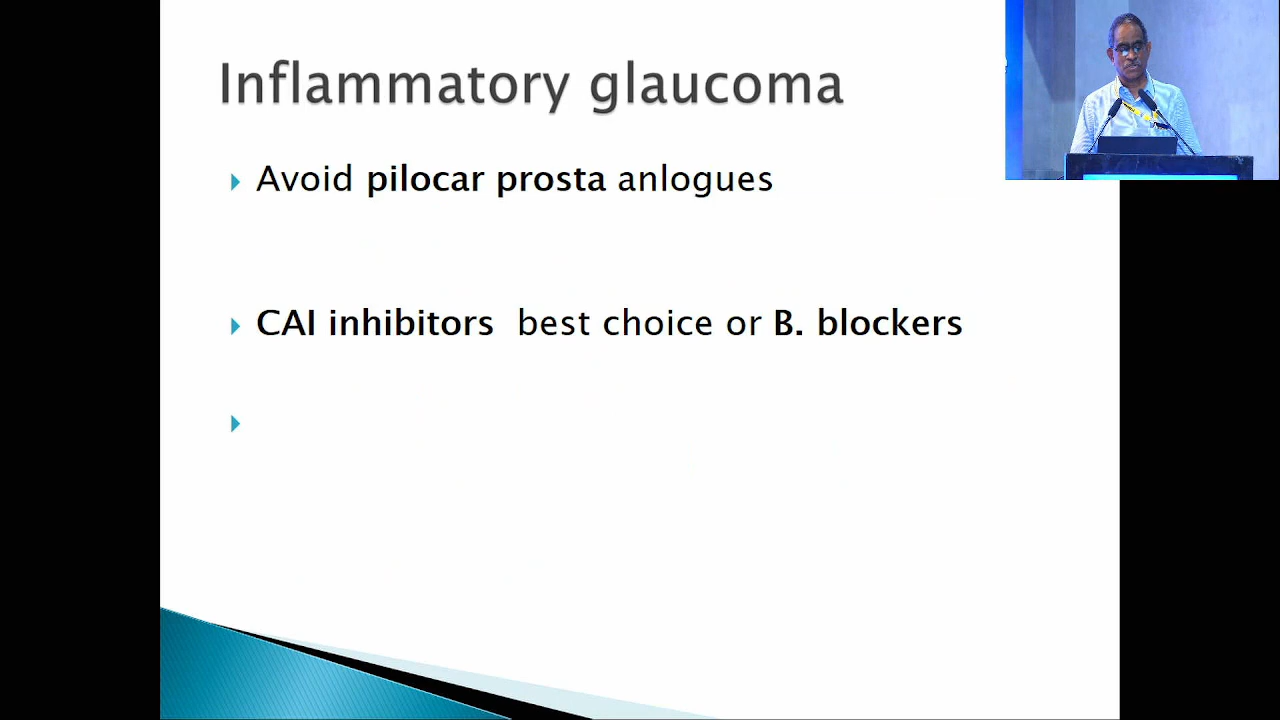 Inflammatory glaucoma
Avoid pilocar prosta anlogues
CAI inhibitors best choice or B. blockers